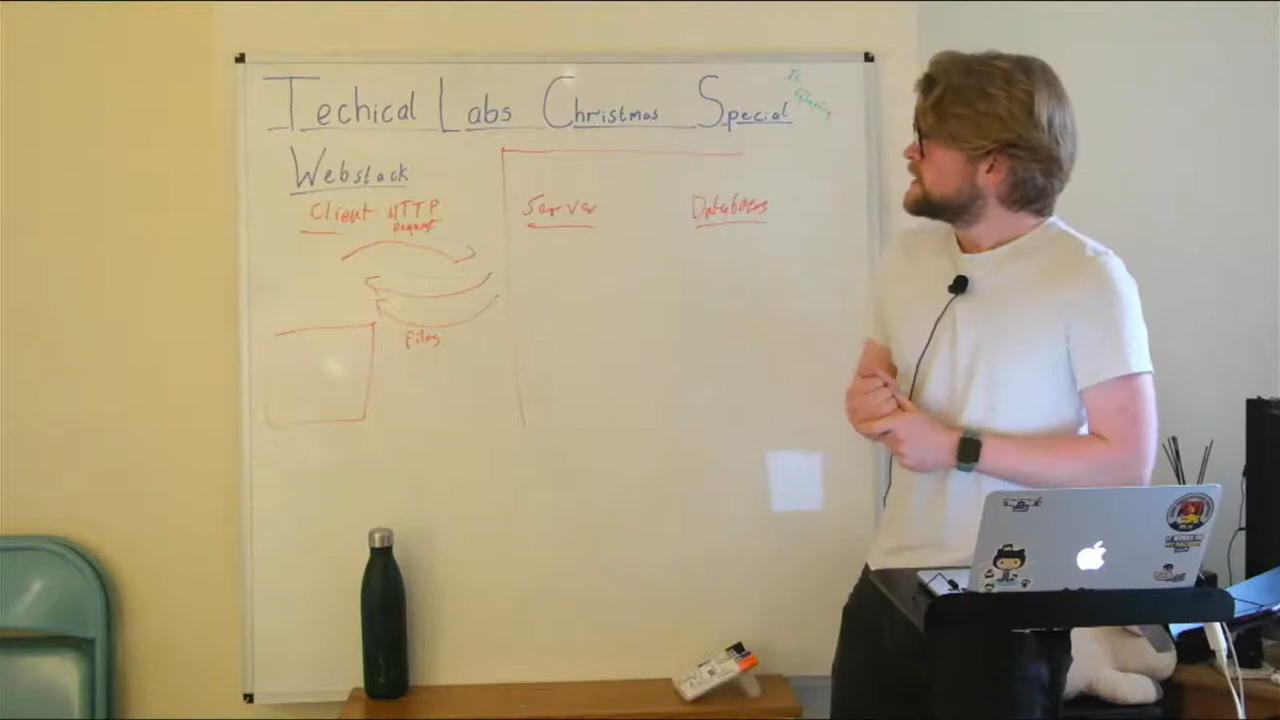 Techical Labs Christmas Special
Webstack
Client HTTP Server Databases
Request
Files